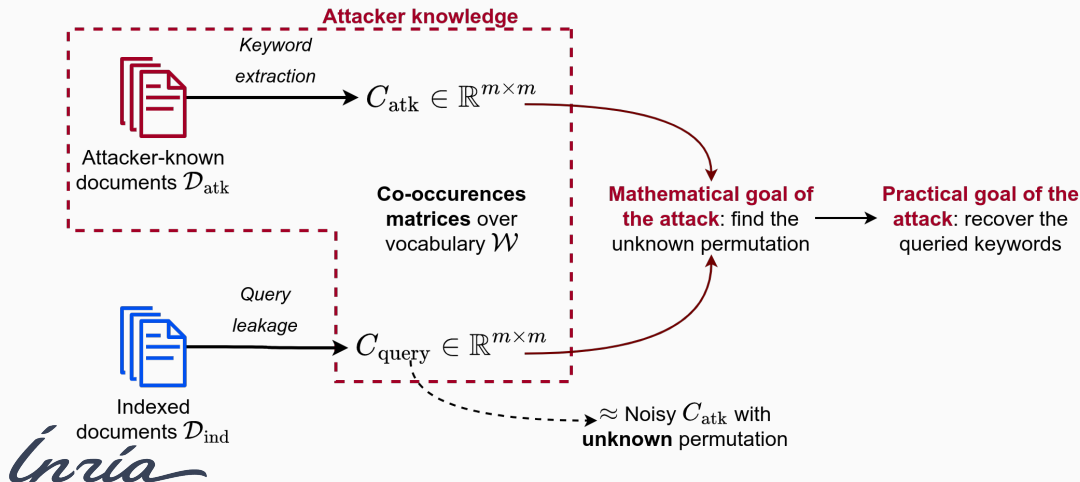 Attacker knowledge
Keyword
extraction
C_atk ∈ ℝ^{m×m}
Attacker-known
documents 𝒟_atk
Co-occurences
matrices over
vocabulary 𝒲
Mathematical goal of
the attack: find the
unknown permutation
Practical goal of the
attack: recover the
queried keywords
Query
leakage
C_query ∈ ℝ^{m×m}
Indexed
documents 𝒟_ind
≈ Noisy C_atk with
unknown permutation
Inria